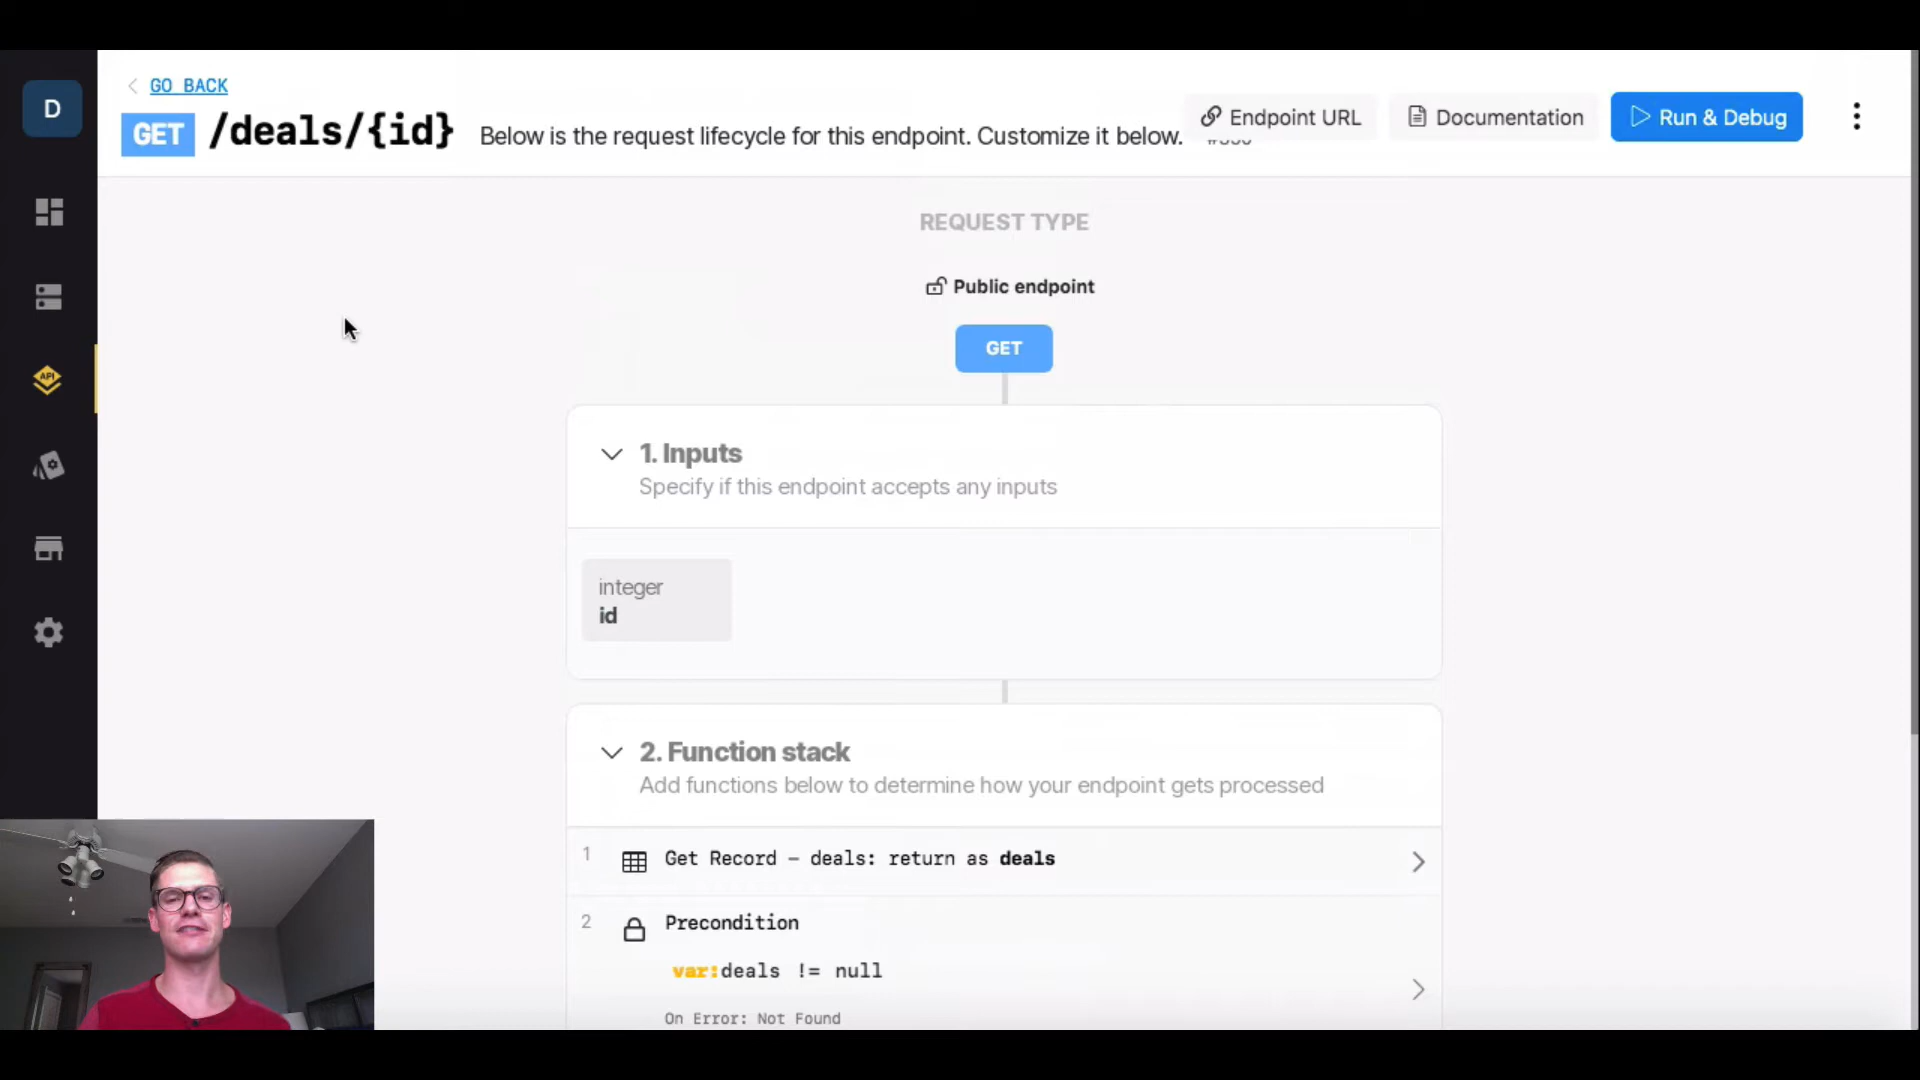 D
GO BACK
GET /deals/{id} Below is the request lifecycle for this endpoint. Customize it below.
Endpoint URL
Documentation
Run & Debug
REQUEST TYPE
Public endpoint
GET
API
1. Inputs
Specify if this endpoint accepts any inputs
integer
id
2. Function stack
Add functions below to determine how your endpoint gets processed
1 Get Record – deals: return as deals
2 Precondition
var:deals != null
On Error: Not Found